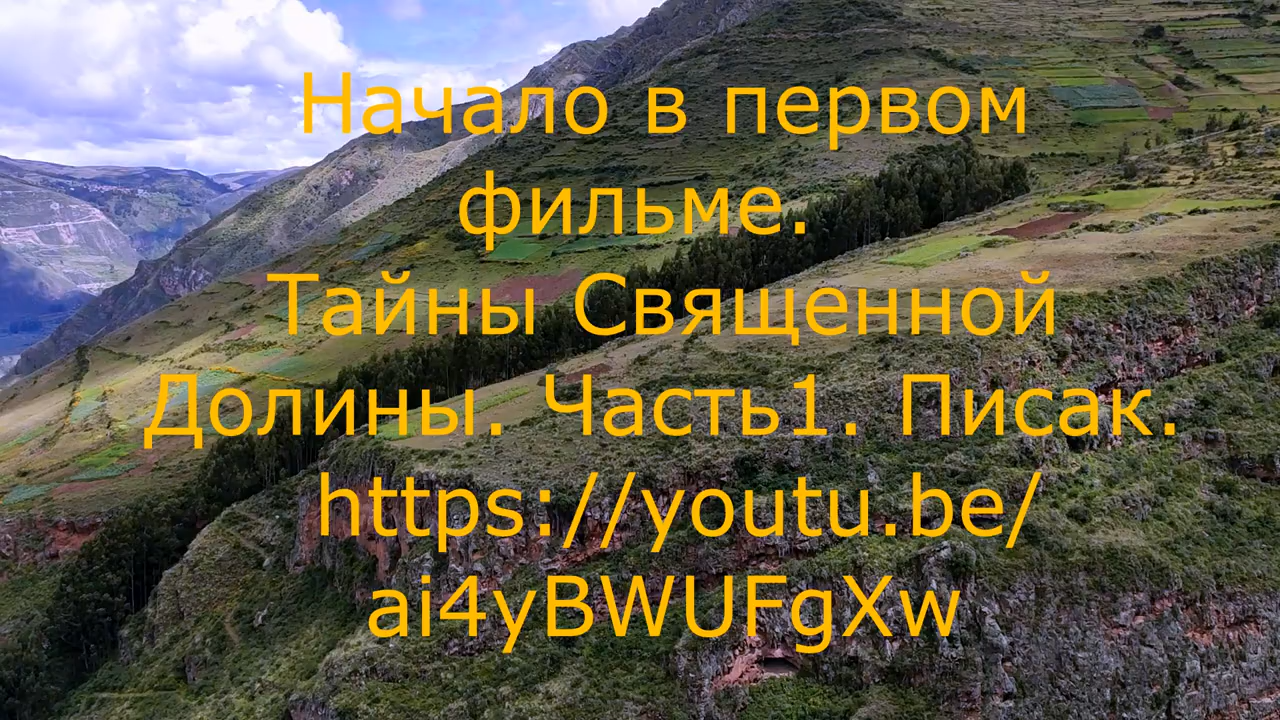 Начало в первом
фильме.
Тайны Священной
Долины. Часть1. Писак.
https://youtu.be/
ai4yBWUFgXw